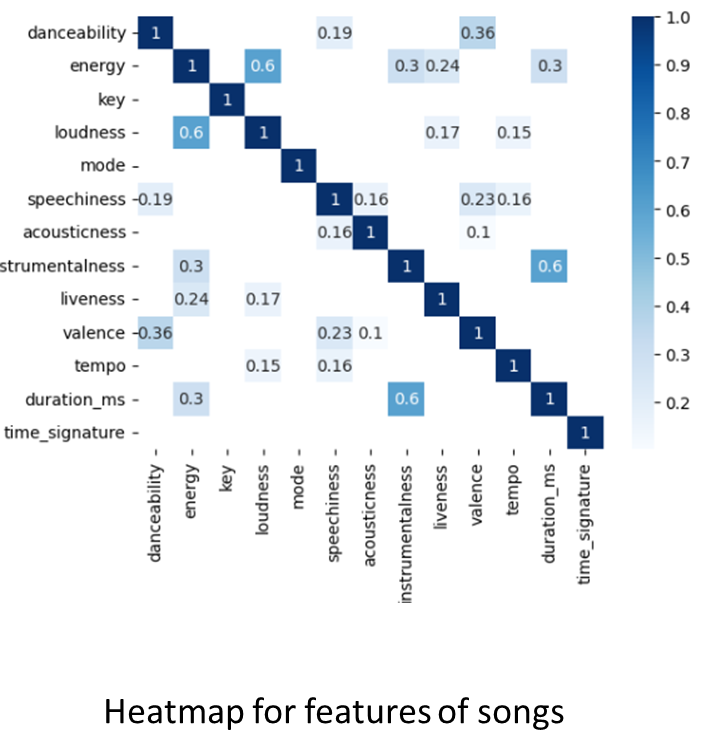 danceability - 1 0.19 0.36
energy - 1 0.6 0.3 0.24 0.3
key - 1
loudness - 0.6 1 0.17 0.15
mode - 1
speechiness -0.19 1 0.16 0.23 0.16
acousticness - 0.16 1 0.1
strumentalness - 0.3 1 0.6
liveness - 0.24 0.17 1
valence -0.36 0.23 0.1 1
tempo - 0.15 0.16 1
duration_ms - 0.3 0.6 1
time_signature - 1
danceability
energy
key
loudness
mode
speechiness
acousticness
instrumentalness
liveness
valence
tempo
duration_ms
time_signature
1.0
0.9
0.8
0.7
0.6
0.5
0.4
0.3
0.2
Heatmap for features of songs